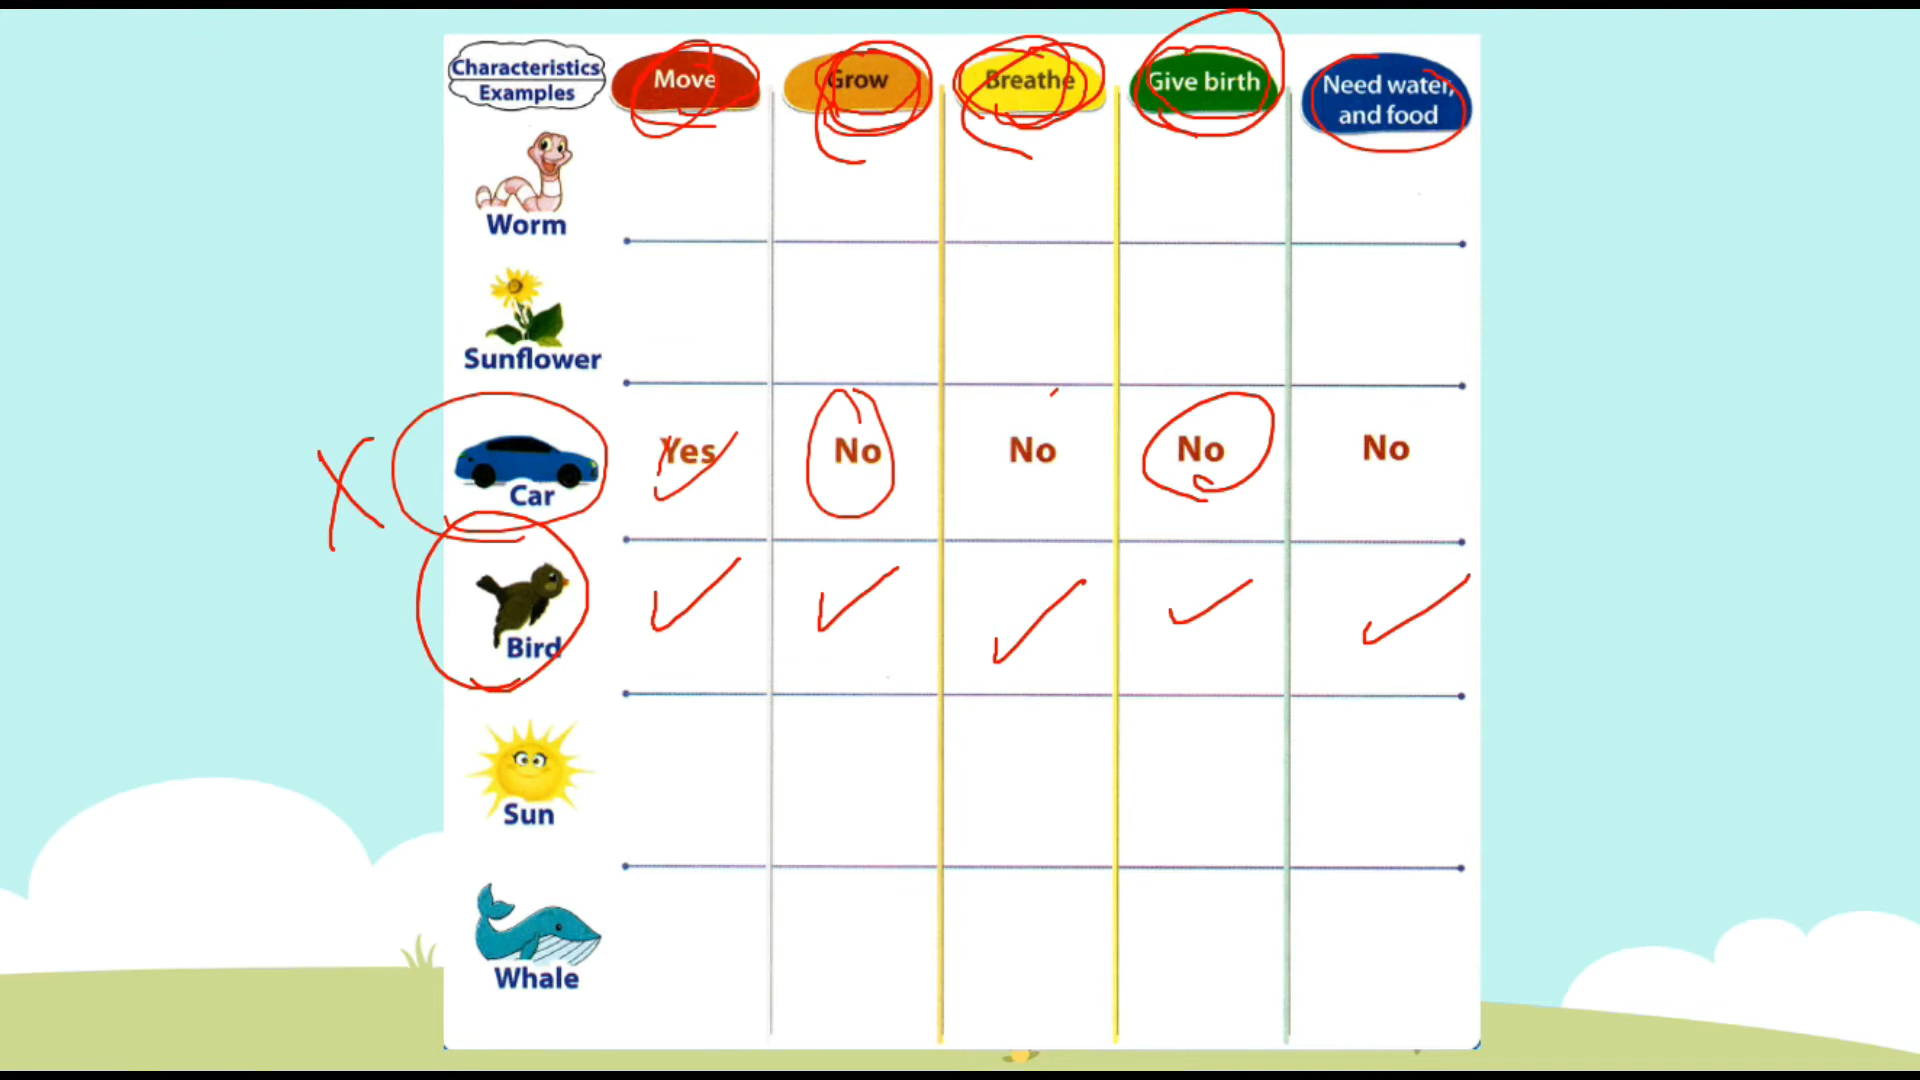 Characteristics
Examples
Move
Grow
Breathe
Give birth
Need water,
and food
Worm
Sunflower
Car
Yes
No
No
No
No
Bird
Sun
Whale